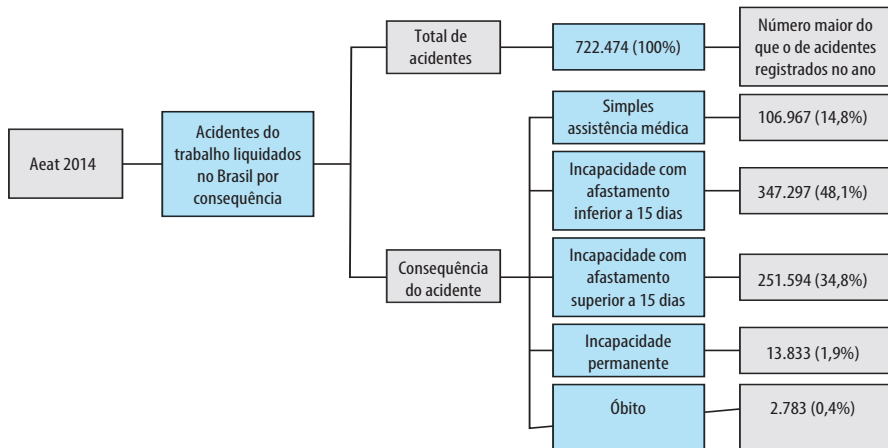 Aeat 2014
Acidentes do
trabalho liquidados
no Brasil por
consequência
Total de
acidentes
722.474 (100%)
Número maior do
que o de acidentes
registrados no ano
Consequência
do acidente
Simples
assistência médica
106.967 (14,8%)
Incapacidade com
afastamento
inferior a 15 dias
347.297 (48,1%)
Incapacidade com
afastamento
superior a 15 dias
251.594 (34,8%)
Incapacidade
permanente
13.833 (1,9%)
Óbito
2.783 (0,4%)